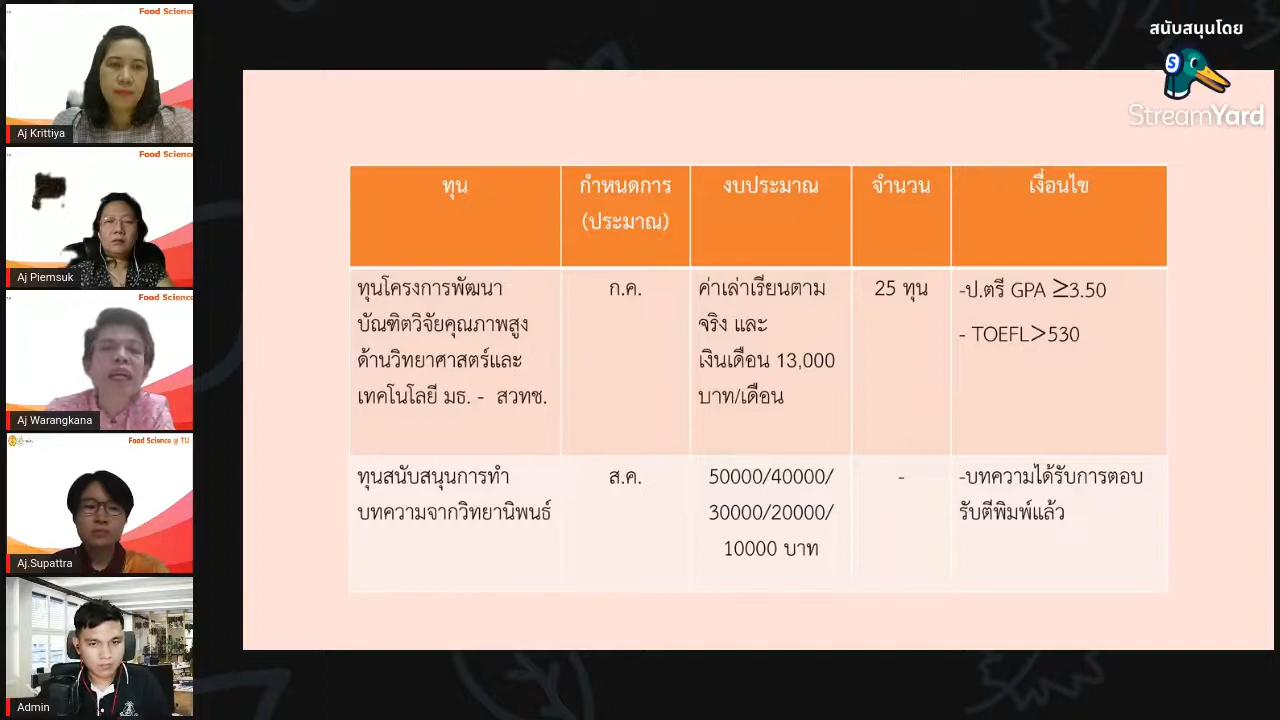 Food Science
Aj Krittiya
Food Science
Aj Piemsuk
Food Science
Aj Warangkana
Food Science @ TU
Aj.Supattra
Admin
สนับสนุนโดย
S
StreamYard
ทุน
กำหนดการ
(ประมาณ)
งบประมาณ
จำนวน
เงื่อนไข
ทุนโครงการพัฒนา
บัณฑิตวิจัยคุณภาพสูง
ด้านวิทยาศาสตร์และ
เทคโนโลยี มธ. - สวทช.
ก.ค.
ค่าเล่าเรียนตาม
จริง และ
เงินเดือน 13,000
บาท/เดือน
25 ทุน
-ป.ตรี GPA ≥3.50
- TOEFL>530
ทุนสนับสนุนการทำ
บทความจากวิทยานิพนธ์
ส.ค.
50000/40000/
30000/20000/
10000 บาท
-
-บทความได้รับการตอบ
รับตีพิมพ์แล้ว